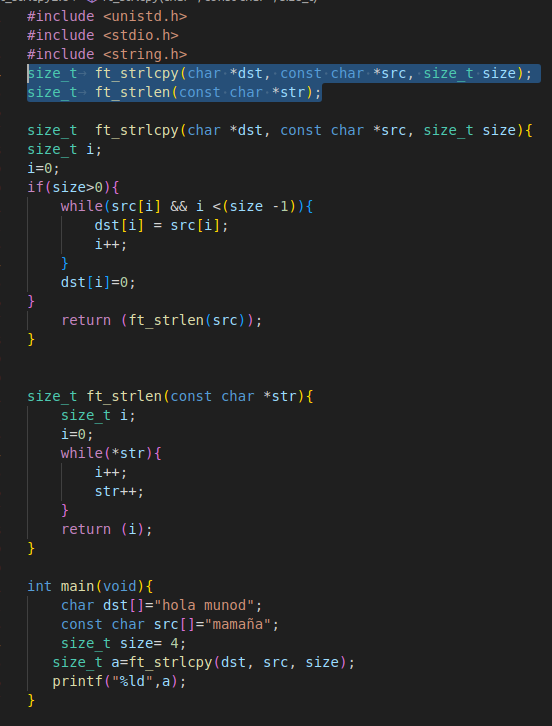 #include <unistd.h>
#include <stdio.h>
#include <string.h>
size_t  ft_strlcpy(char *dst, const char *src, size_t size);
size_t  ft_strlen(const char *str);

size_t  ft_strlcpy(char *dst, const char *src, size_t size){
size_t i;
i=0;
if(size>0){
    while(src[i] && i <(size -1)){
        dst[i] = src[i];
        i++;
    }
    dst[i]=0;
}
    return (ft_strlen(src));
}

size_t ft_strlen(const char *str){
    size_t i;
    i=0;
    while(*str){
        i++;
        str++;
    }
    return (i);
}

int main(void){
    char dst[]="hola munod";
    const char src[]="mamaña";
    size_t size= 4;
   size_t a=ft_strlcpy(dst, src, size);
   printf("%ld",a);
}